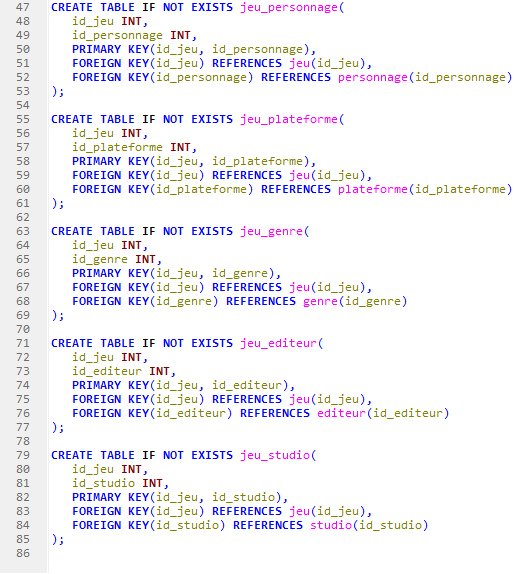 47 CREATE TABLE IF NOT EXISTS jeu_personnage(
48 id_jeu INT,
49 id_personnage INT,
50 PRIMARY KEY(id_jeu, id_personnage),
51 FOREIGN KEY(id_jeu) REFERENCES jeu(id_jeu),
52 FOREIGN KEY(id_personnage) REFERENCES personnage(id_personnage)
53 );
54
55 CREATE TABLE IF NOT EXISTS jeu_plateforme(
56 id_jeu INT,
57 id_plateforme INT,
58 PRIMARY KEY(id_jeu, id_plateforme),
59 FOREIGN KEY(id_jeu) REFERENCES jeu(id_jeu),
60 FOREIGN KEY(id_plateforme) REFERENCES plateforme(id_plateforme)
61 );
62
63 CREATE TABLE IF NOT EXISTS jeu_genre(
64 id_jeu INT,
65 id_genre INT,
66 PRIMARY KEY(id_jeu, id_genre),
67 FOREIGN KEY(id_jeu) REFERENCES jeu(id_jeu),
68 FOREIGN KEY(id_genre) REFERENCES genre(id_genre)
69 );
70
71 CREATE TABLE IF NOT EXISTS jeu_editeur(
72 id_jeu INT,
73 id_editeur INT,
74 PRIMARY KEY(id_jeu, id_editeur),
75 FOREIGN KEY(id_jeu) REFERENCES jeu(id_jeu),
76 FOREIGN KEY(id_editeur) REFERENCES editeur(id_editeur)
77 );
78
79 CREATE TABLE IF NOT EXISTS jeu_studio(
80 id_jeu INT,
81 id_studio INT,
82 PRIMARY KEY(id_jeu, id_studio),
83 FOREIGN KEY(id_jeu) REFERENCES jeu(id_jeu),
84 FOREIGN KEY(id_studio) REFERENCES studio(id_studio)
85 );
86